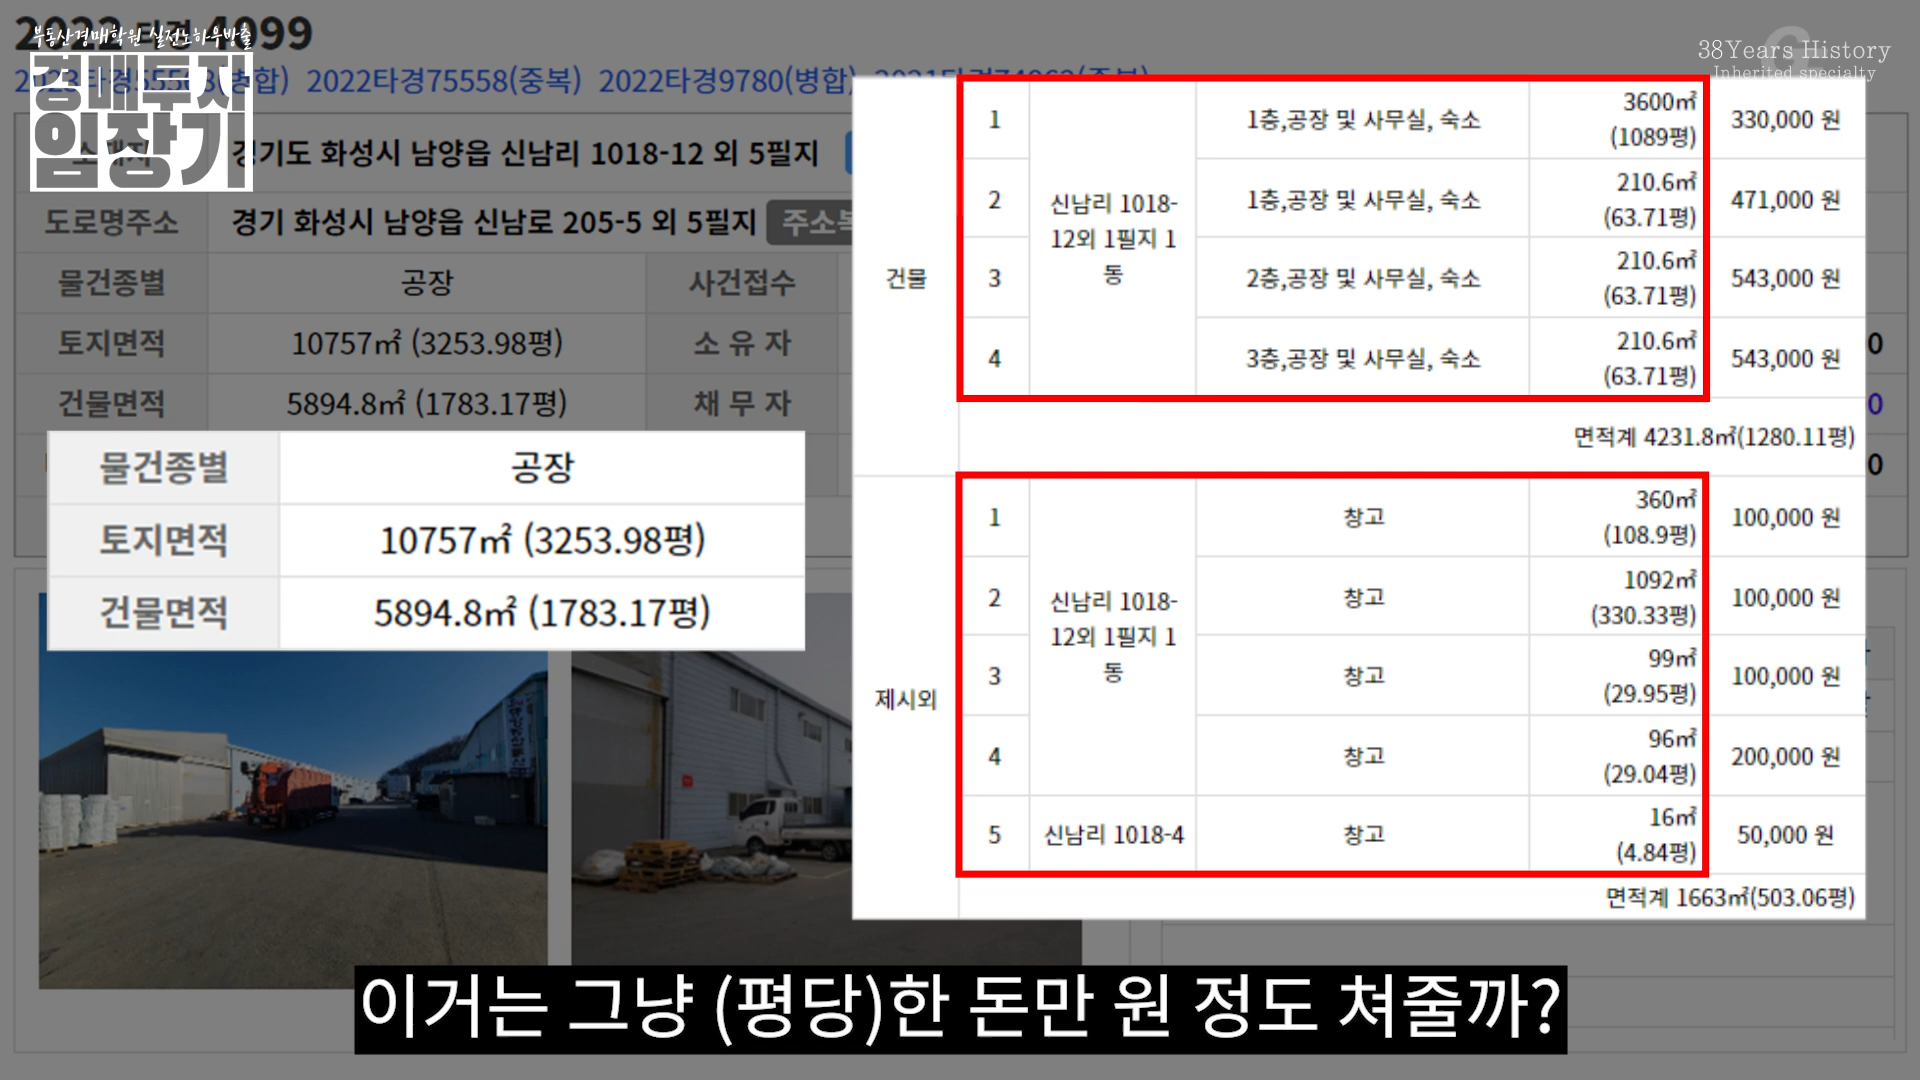 2022 타경 4099
부동산경매학원 실전노하우방출
경매투자
임장기
38Years History
Inherited specialty
2022타경75558(중복) 2022타경9780(병합)
경기도 화성시 남양읍 신남리 1018-12 외 5필지
도로명주소 경기 화성시 남양읍 신남로 205-5 외 5필지
물건종별 공장 사건접수
토지면적 10757㎡ (3253.98평) 소 유 자
건물면적 5894.8㎡ (1783.17평) 채 무 자
물건종별 공장
토지면적 10757㎡ (3253.98평)
건물면적 5894.8㎡ (1783.17평)
건물
신남리 1018-
12외 1필지 1
동
1 1층,공장 및 사무실, 숙소 3600㎡
(1089평) 330,000 원
2 1층,공장 및 사무실, 숙소 210.6㎡
(63.71평) 471,000 원
3 2층,공장 및 사무실, 숙소 210.6㎡
(63.71평) 543,000 원
4 3층,공장 및 사무실, 숙소 210.6㎡
(63.71평) 543,000 원
면적계 4231.8㎡(1280.11평)
제시외
신남리 1018-
12외 1필지 1
동
1 창고 360㎡
(108.9평) 100,000 원
2 창고 1092㎡
(330.33평) 100,000 원
3 창고 99㎡
(29.95평) 100,000 원
4 창고 96㎡
(29.04평) 200,000 원
5 신남리 1018-4 창고 16㎡
(4.84평) 50,000 원
면적계 1663㎡(503.06평)
이거는 그냥 (평당)한 돈만 원 정도 쳐줄까?